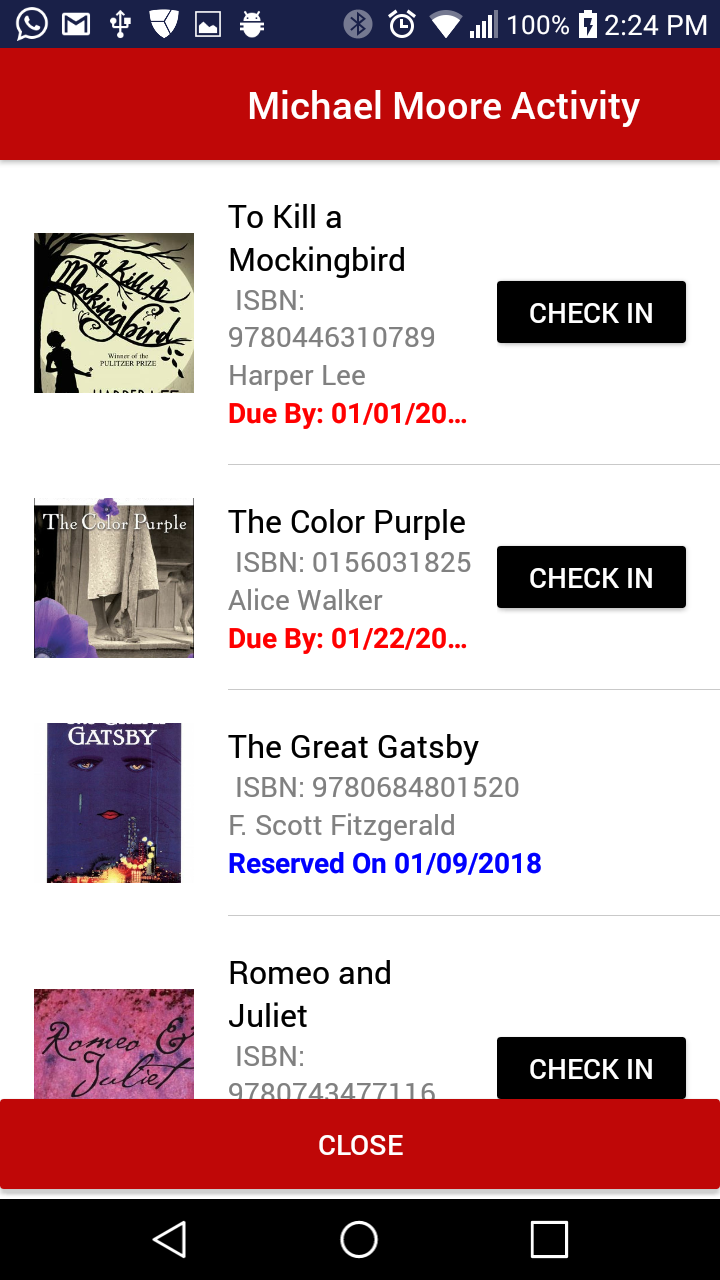 100% 2:24 PM
Michael Moore Activity
To Kill a
Mockingbird
ISBN:
9780446310789
Harper Lee
Due By: 01/01/20...
CHECK IN
To Kill A
Mockingbird
Winner of the
PULITZER PRIZE
HARPER LEE
The Color Purple
ISBN: 0156031825
Alice Walker
Due By: 01/22/20...
CHECK IN
The Color Purple
The Great Gatsby
ISBN: 9780684801520
F. Scott Fitzgerald
Reserved On 01/09/2018
GATSBY
Romeo and
Juliet
ISBN:
9780743477116
CHECK IN
Romeo &
Juliet
CLOSE